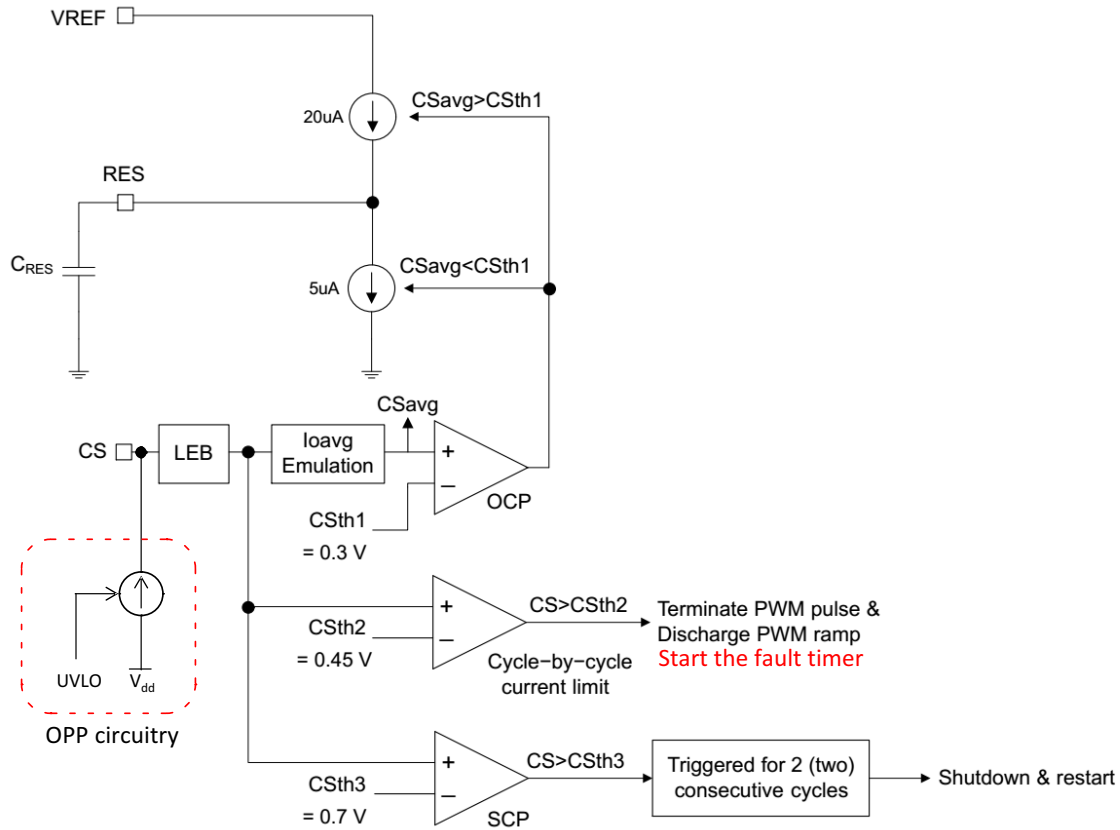 VREF
20uA
CSavg>CSth1
RES
CRES
5uA
CSavg<CSth1
CSavg
CS
LEB
Ioavg
Emulation
+
−
OCP
CSth1
= 0.3 V
UVLO
Vdd
OPP circuitry
+
−
CSth2
= 0.45 V
CS>CSth2
Cycle−by−cycle
current limit
Terminate PWM pulse &
Discharge PWM ramp
Start the fault timer
+
−
CSth3
= 0.7 V
SCP
CS>CSth3
Triggered for 2 (two)
consecutive cycles
Shutdown & restart